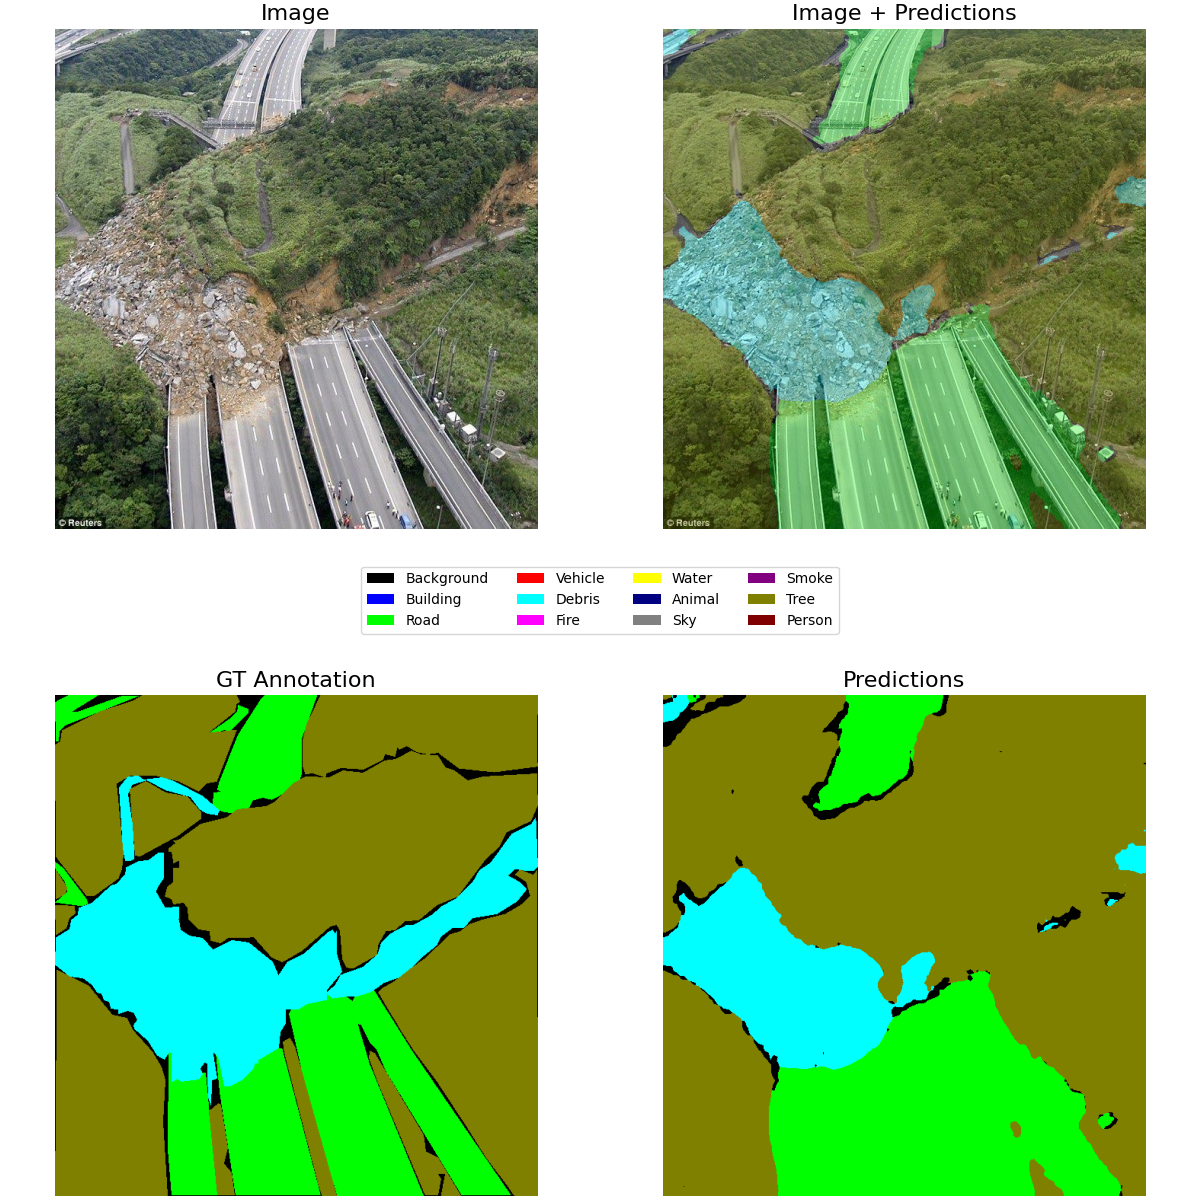 Image
Image + Predictions
© Reuters
© Reuters
Background
Vehicle
Water
Smoke
Building
Debris
Animal
Tree
Road
Fire
Sky
Person
GT Annotation
Predictions